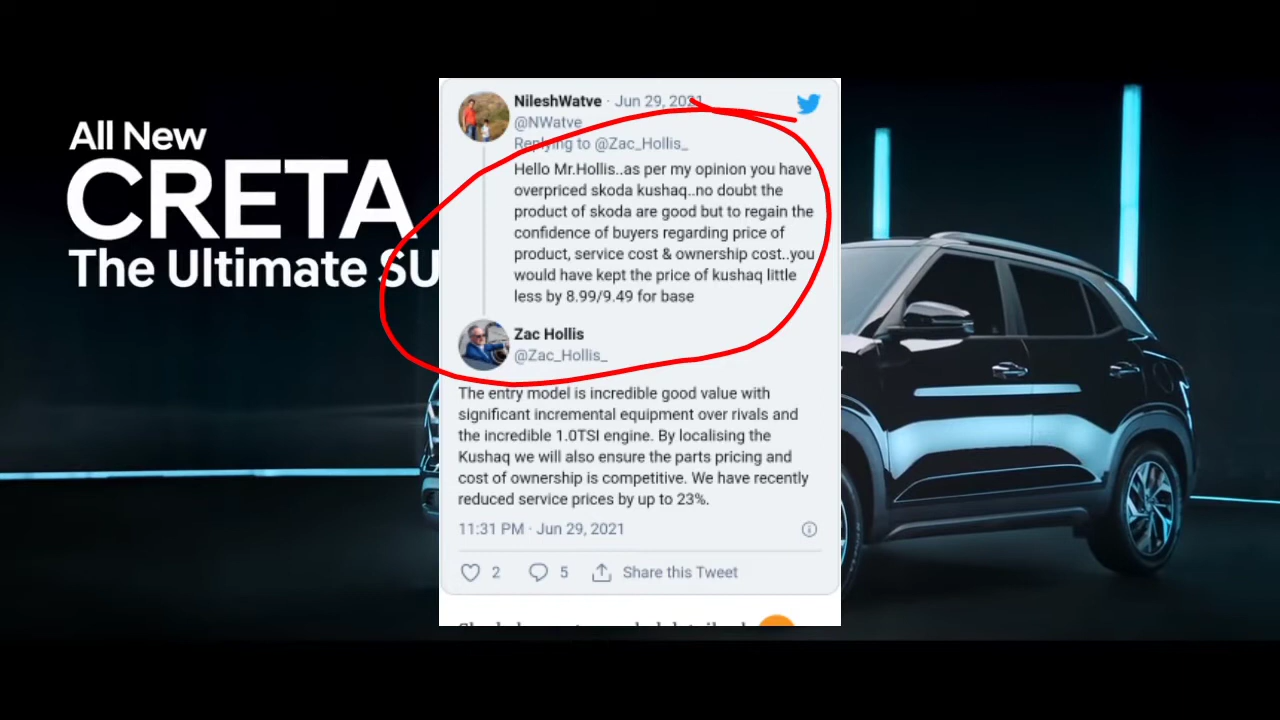 All New
CRETA
The Ultimate SU
NileshWatve · Jun 29, 2021
@NWatve
Replying to @Zac_Hollis_
Hello Mr.Hollis..as per my opinion you have
overpriced skoda kushaq..no doubt the
product of skoda are good but to regain the
confidence of buyers regarding price of
product, service cost & ownership cost..you
would have kept the price of kushaq little
less by 8.99/9.49 for base
Zac Hollis
@Zac_Hollis_
The entry model is incredible good value with
significant incremental equipment over rivals and
the incredible 1.0TSI engine. By localising the
Kushaq we will also ensure the parts pricing and
cost of ownership is competitive. We have recently
reduced service prices by up to 23%.
11:31 PM · Jun 29, 2021
2 5 Share this Tweet